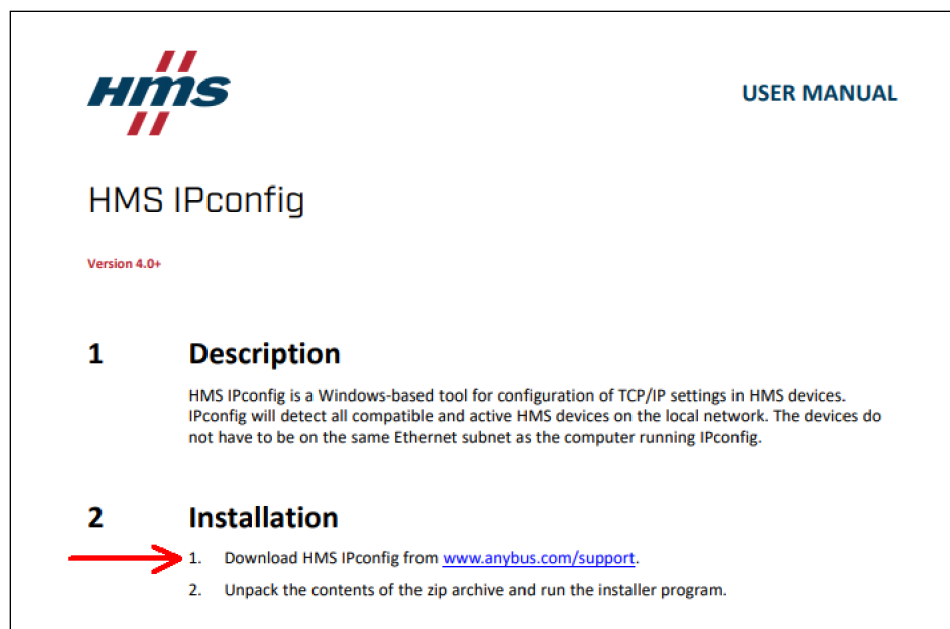 HMS
USER MANUAL
HMS IPconfig
Version 4.0+
1 Description
HMS IPconfig is a Windows-based tool for configuration of TCP/IP settings in HMS devices.
IPconfig will detect all compatible and active HMS devices on the local network. The devices do
not have to be on the same Ethernet subnet as the computer running IPconfig.
2 Installation
1. Download HMS IPconfig from www.anybus.com/support.
2. Unpack the contents of the zip archive and run the installer program.